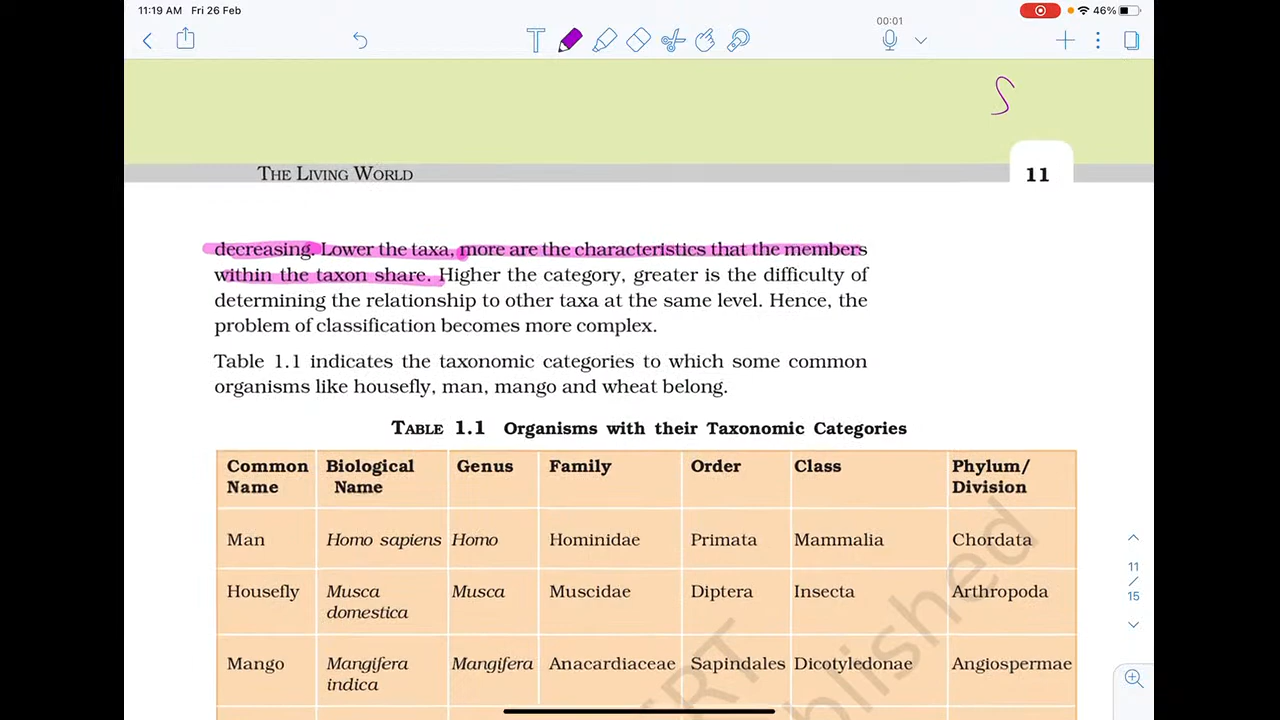 11:19 AM Fri 26 Feb
46%
00:01
T
S
THE LIVING WORLD
11
decreasing. Lower the taxa, more are the characteristics that the members
within the taxon share. Higher the category, greater is the difficulty of
determining the relationship to other taxa at the same level. Hence, the
problem of classification becomes more complex.
Table 1.1 indicates the taxonomic categories to which some common
organisms like housefly, man, mango and wheat belong.
TABLE 1.1 Organisms with their Taxonomic Categories
Common Name Biological Name Genus Family Order Class Phylum/ Division
Man Homo sapiens Homo Hominidae Primata Mammalia Chordata
Housefly Musca domestica Musca Muscidae Diptera Insecta Arthropoda
Mango Mangifera indica Mangifera Anacardiaceae Sapindales Dicotyledonae Angiospermae
11
/
15